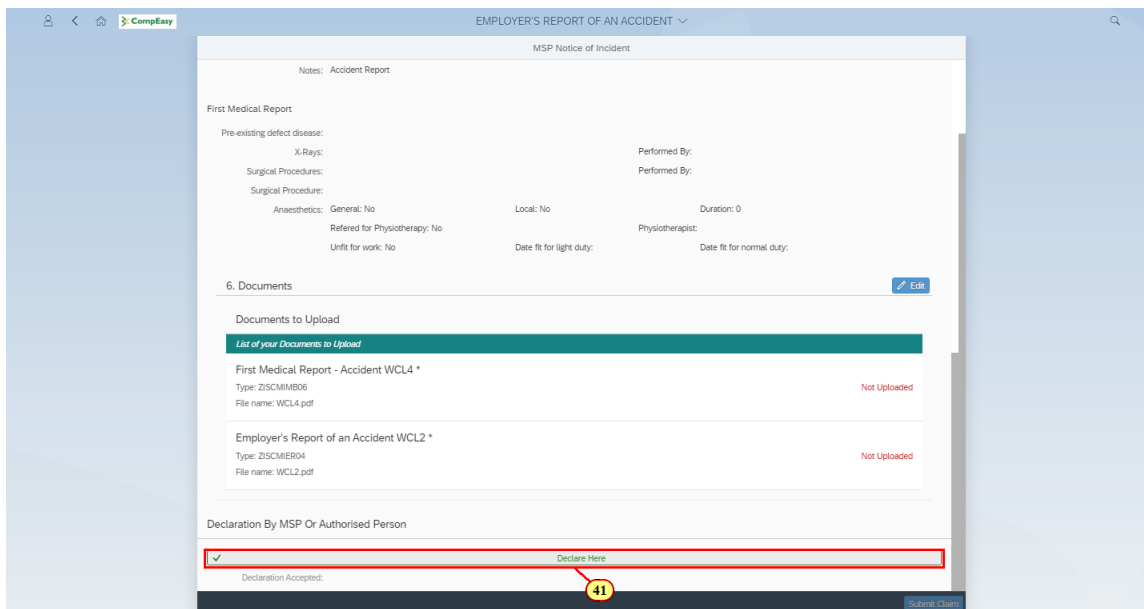 CompEasy
EMPLOYER'S REPORT OF AN ACCIDENT
MSP Notice of Incident
Notes: Accident Report
First Medical Report
Pre-existing defect disease:
X-Rays: Performed By:
Surgical Procedures: Performed By:
Surgical Procedure:
Anaesthetics: General: No Local: No Duration: 0
Refered for Physiotherapy: No Physiotherapist:
Unfit for work: No Date fit for light duty: Date fit for normal duty:
6. Documents Edit
Documents to Upload
List of your Documents to Upload
First Medical Report - Accident WCL4 *
Type: ZISCMIMB06 Not Uploaded
File name: WCL4.pdf
Employer's Report of an Accident WCL2 *
Type: ZISCMIER04 Not Uploaded
File name: WCL2.pdf
Declaration By MSP Or Authorised Person
Declare Here
Declaration Accepted:
41
Submit Claim